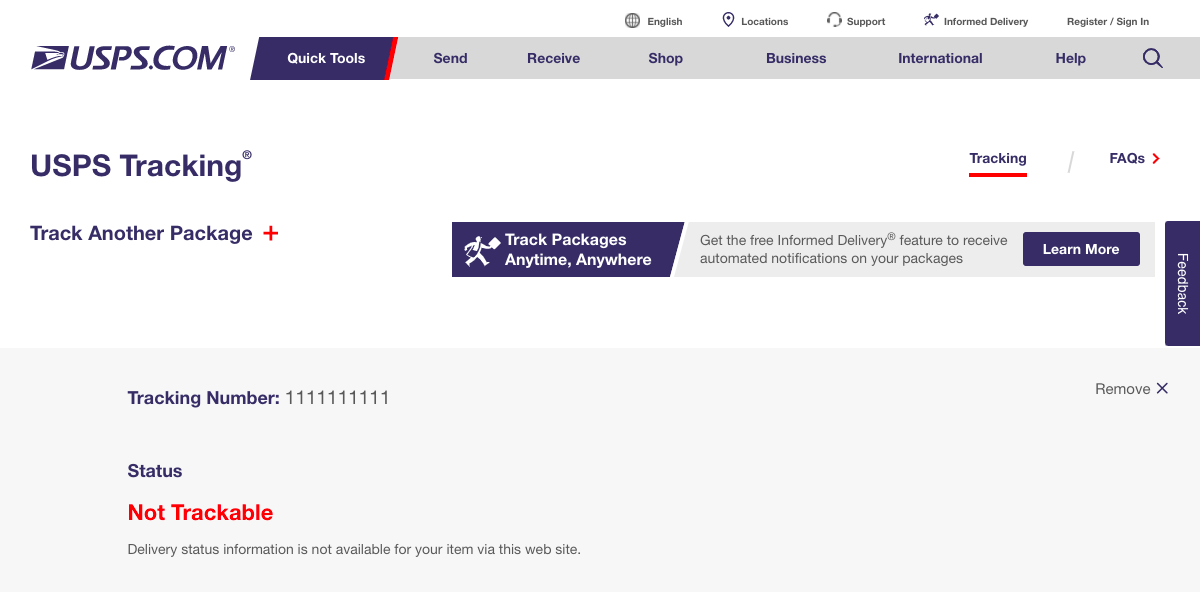 English
Locations
Support
Informed Delivery
Register / Sign In
USPS.COM®
Quick Tools
Send
Receive
Shop
Business
International
Help
USPS Tracking®
Tracking
FAQs
Track Another Package +
Track Packages
Anytime, Anywhere
Get the free Informed Delivery® feature to receive
automated notifications on your packages
Learn More
Feedback
Tracking Number: 1111111111
Remove
Status
Not Trackable
Delivery status information is not available for your item via this web site.